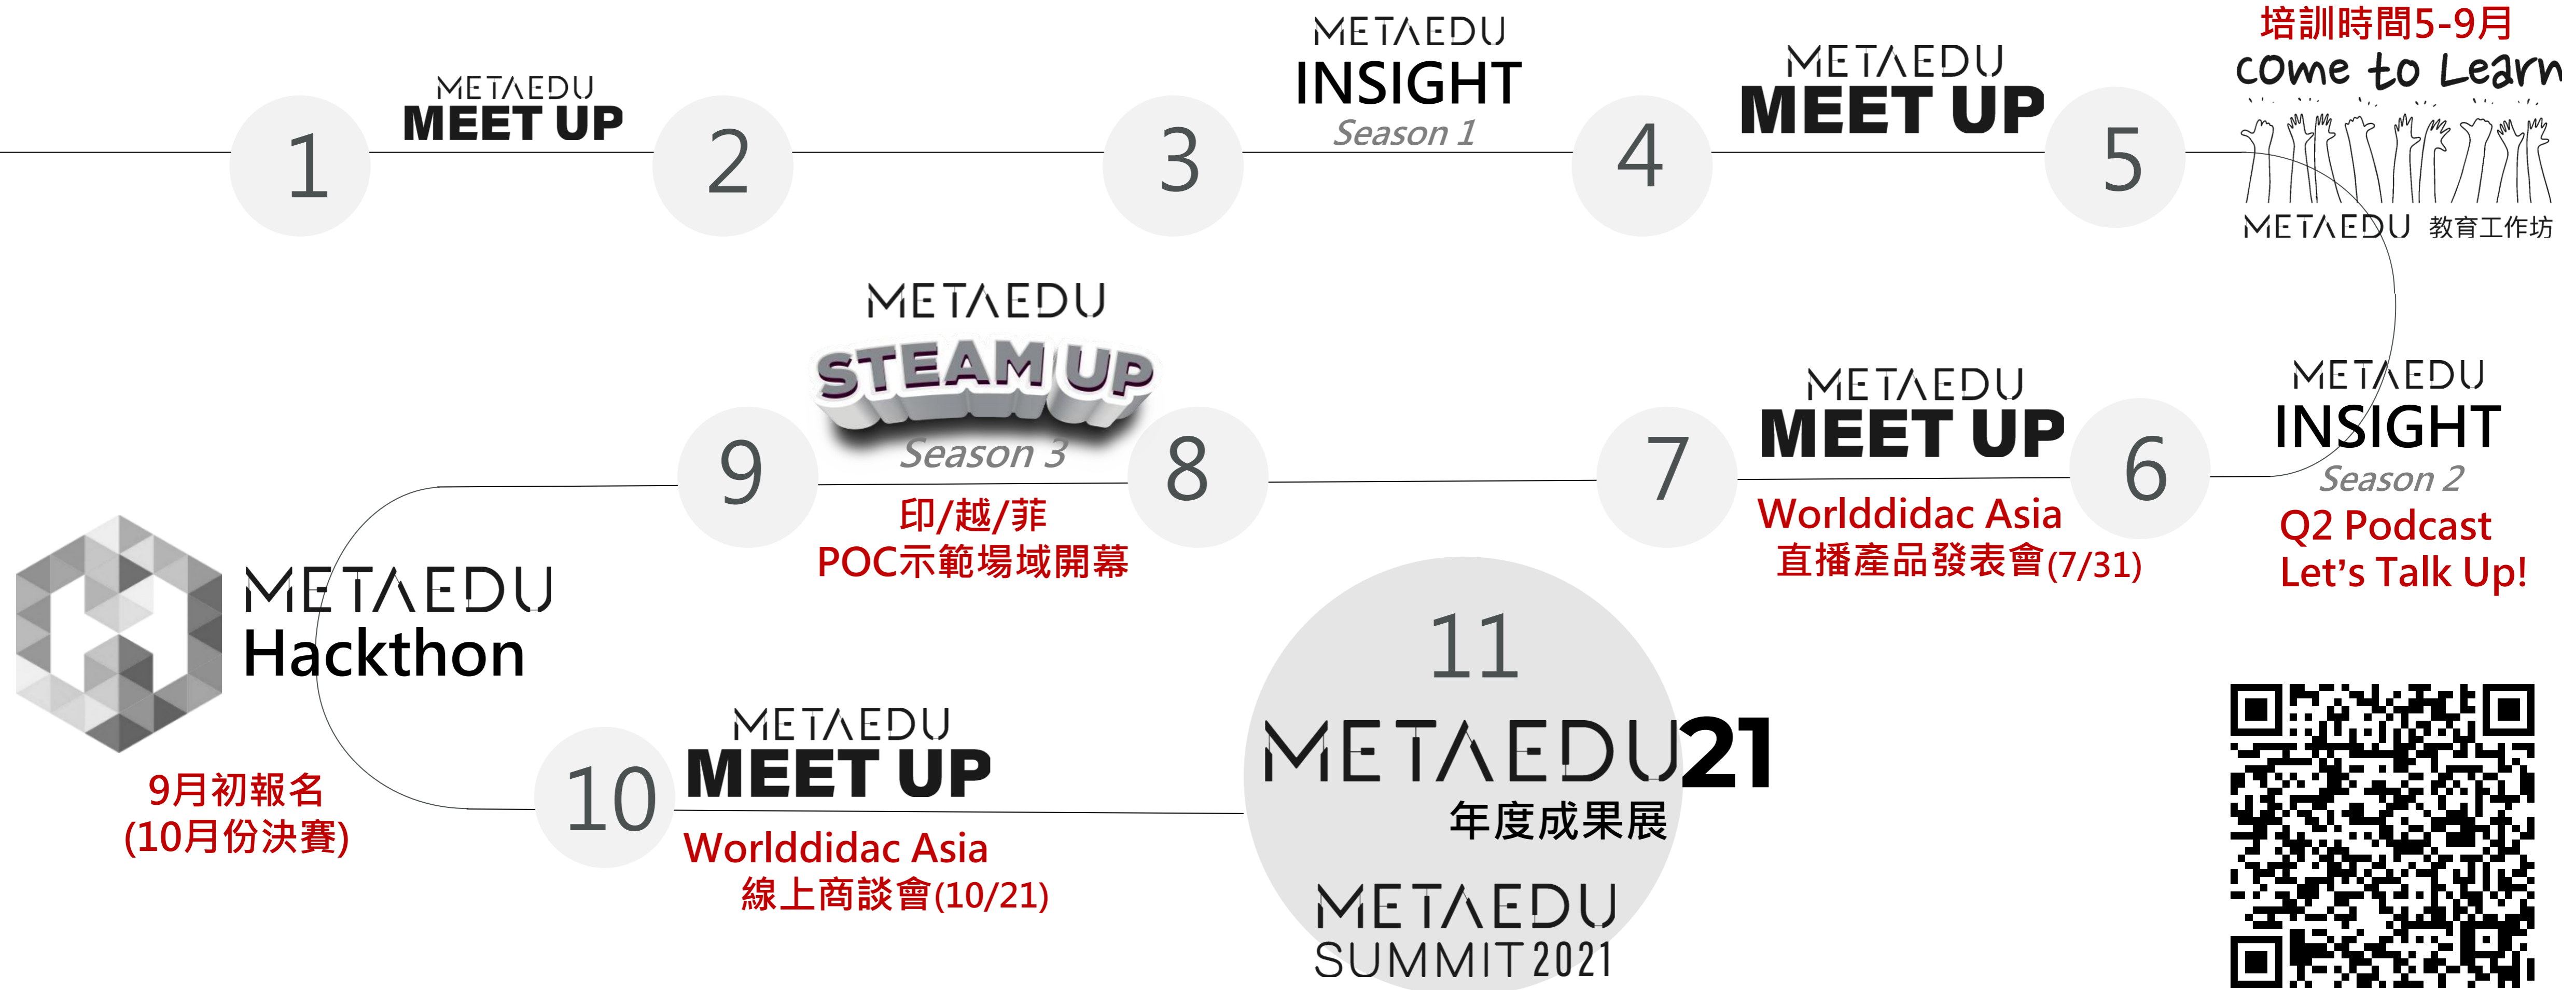 1
METAEDU
MEET UP
2
3
METAEDU
INSIGHT
Season 1
4
METAEDU
MEET UP
5
培訓時間5-9月
come to Learn
METAEDU 教育工作坊
METAEDU
INSIGHT
Season 2
Q2 Podcast
Let's Talk Up!
6
METAEDU
MEET UP
Worlddidac Asia
直播產品發表會(7/31)
7
8
METAEDU
STEAM UP
Season 3
印/越/菲
POC示範場域開幕
9
METAEDU
Hackthon
9月初報名
(10月份決賽)
10
METAEDU
MEET UP
Worlddidac Asia
線上商談會(10/21)
11
METAEDU21
年度成果展
METAEDU
SUMMIT 2021